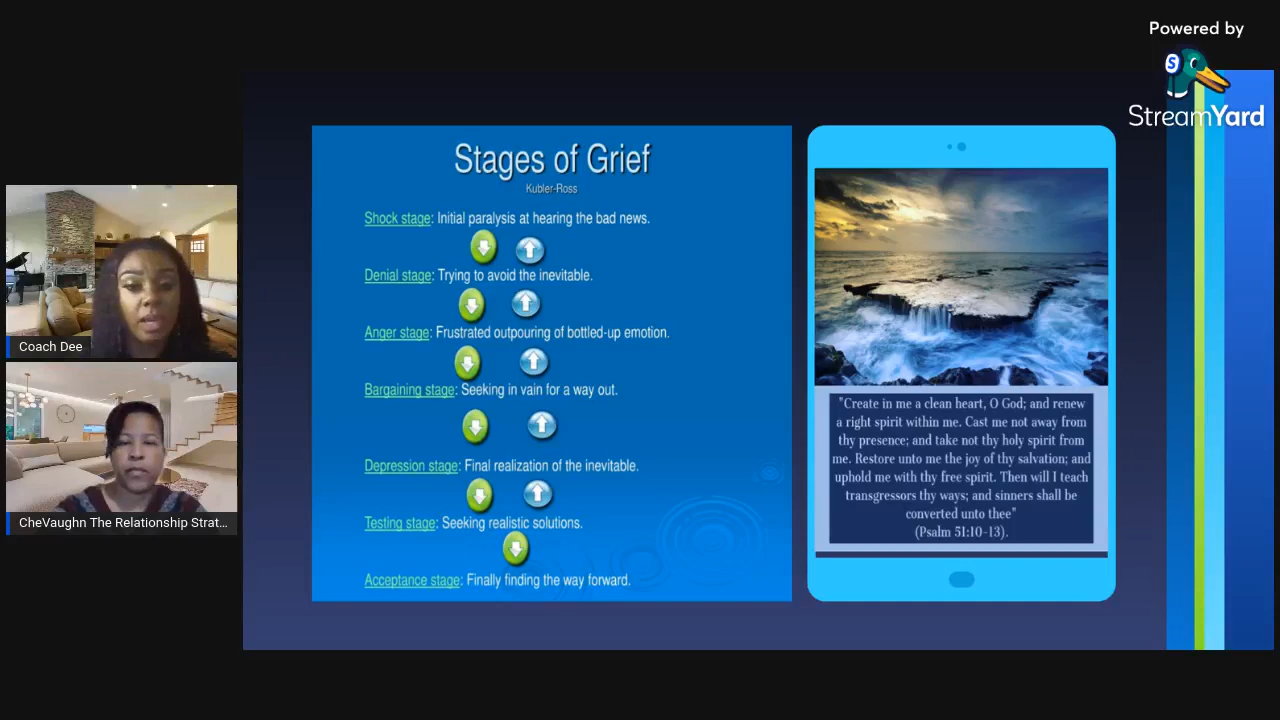 Powered by
StreamYard
Stages of Grief
Kubler-Ross
Shock stage: Initial paralysis at hearing the bad news.
Denial stage: Trying to avoid the inevitable.
Anger stage: Frustrated outpouring of bottled-up emotion.
Bargaining stage: Seeking in vain for a way out.
Depression stage: Final realization of the inevitable.
Testing stage: Seeking realistic solutions.
Acceptance stage: Finally finding the way forward.
"Create in me a clean heart, O God; and renew
a right spirit within me. Cast me not away from
thy presence; and take not thy holy spirit from
me. Restore unto me the joy of thy salvation; and
uphold me with thy free spirit. Then will I teach
transgressors thy ways; and sinners shall be
converted unto thee"
(Psalm 51:10-13).
Coach Dee
CheVaughn The Relationship Strat...